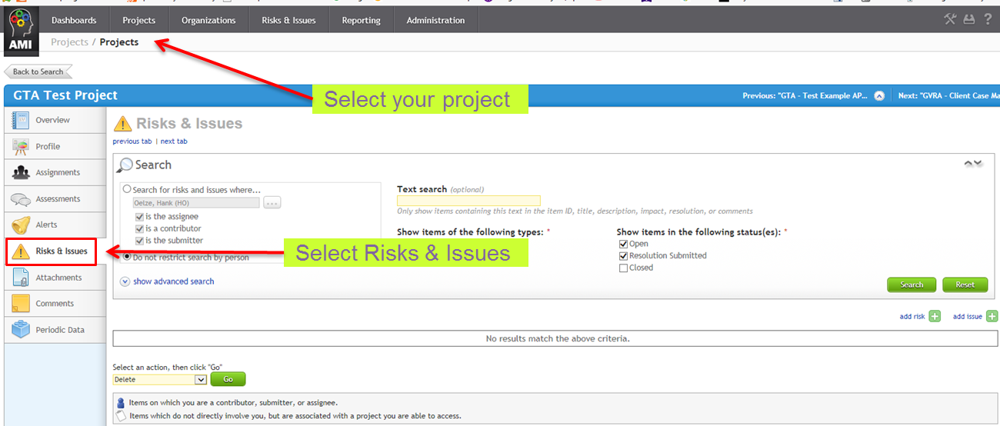 Dashboards Projects Organizations Risks & Issues Reporting Administration
AMI
Projects / Projects
Back to Search
Select your project
GTA Test Project
Previous: "GTA - Test Example AP... Next: "GVRA - Client Case Ma
Overview
Profile
Assignments
Assessments
Alerts
Risks & Issues
Attachments
Comments
Periodic Data
Risks & Issues
previous tab | next tab
Search
Search for risks and issues where...
Oelze, Hank (HO) ...
is the assignee
is a contributor
is the submitter
Do not restrict search by person
show advanced search
Text search (optional)
Only show items containing this text in the item ID, title, description, impact, resolution, or comments
Show items of the following types: *
Select Risks & Issues
Show items in the following status(es): *
Open
Resolution Submitted
Closed
Search Reset
add risk add issue
No results match the above criteria.
Select an action, then click "Go"
Delete Go
Items on which you are a contributor, submitter, or assignee.
Items which do not directly involve you, but are associated with a project you are able to access.